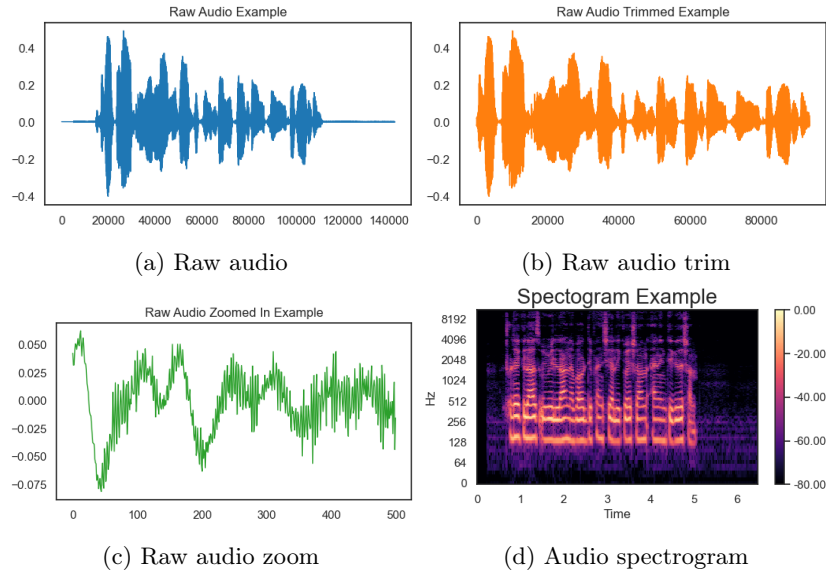 Raw Audio Example
0.4
0.2
0.0
−0.2
−0.4
0 20000 40000 60000 80000 100000 120000 140000
(a) Raw audio
Raw Audio Trimmed Example
0.4
0.2
0.0
−0.2
−0.4
0 20000 40000 60000 80000
(b) Raw audio trim
Raw Audio Zoomed In Example
0.050
0.025
0.000
−0.025
−0.050
−0.075
0 100 200 300 400 500
(c) Raw audio zoom
Spectogram Example
8192
4096
2048
1024
512
256
128
64
0
Hz
0 1 2 3 4 5 6
Time
0.00
−20.00
−40.00
−60.00
−80.00
(d) Audio spectrogram